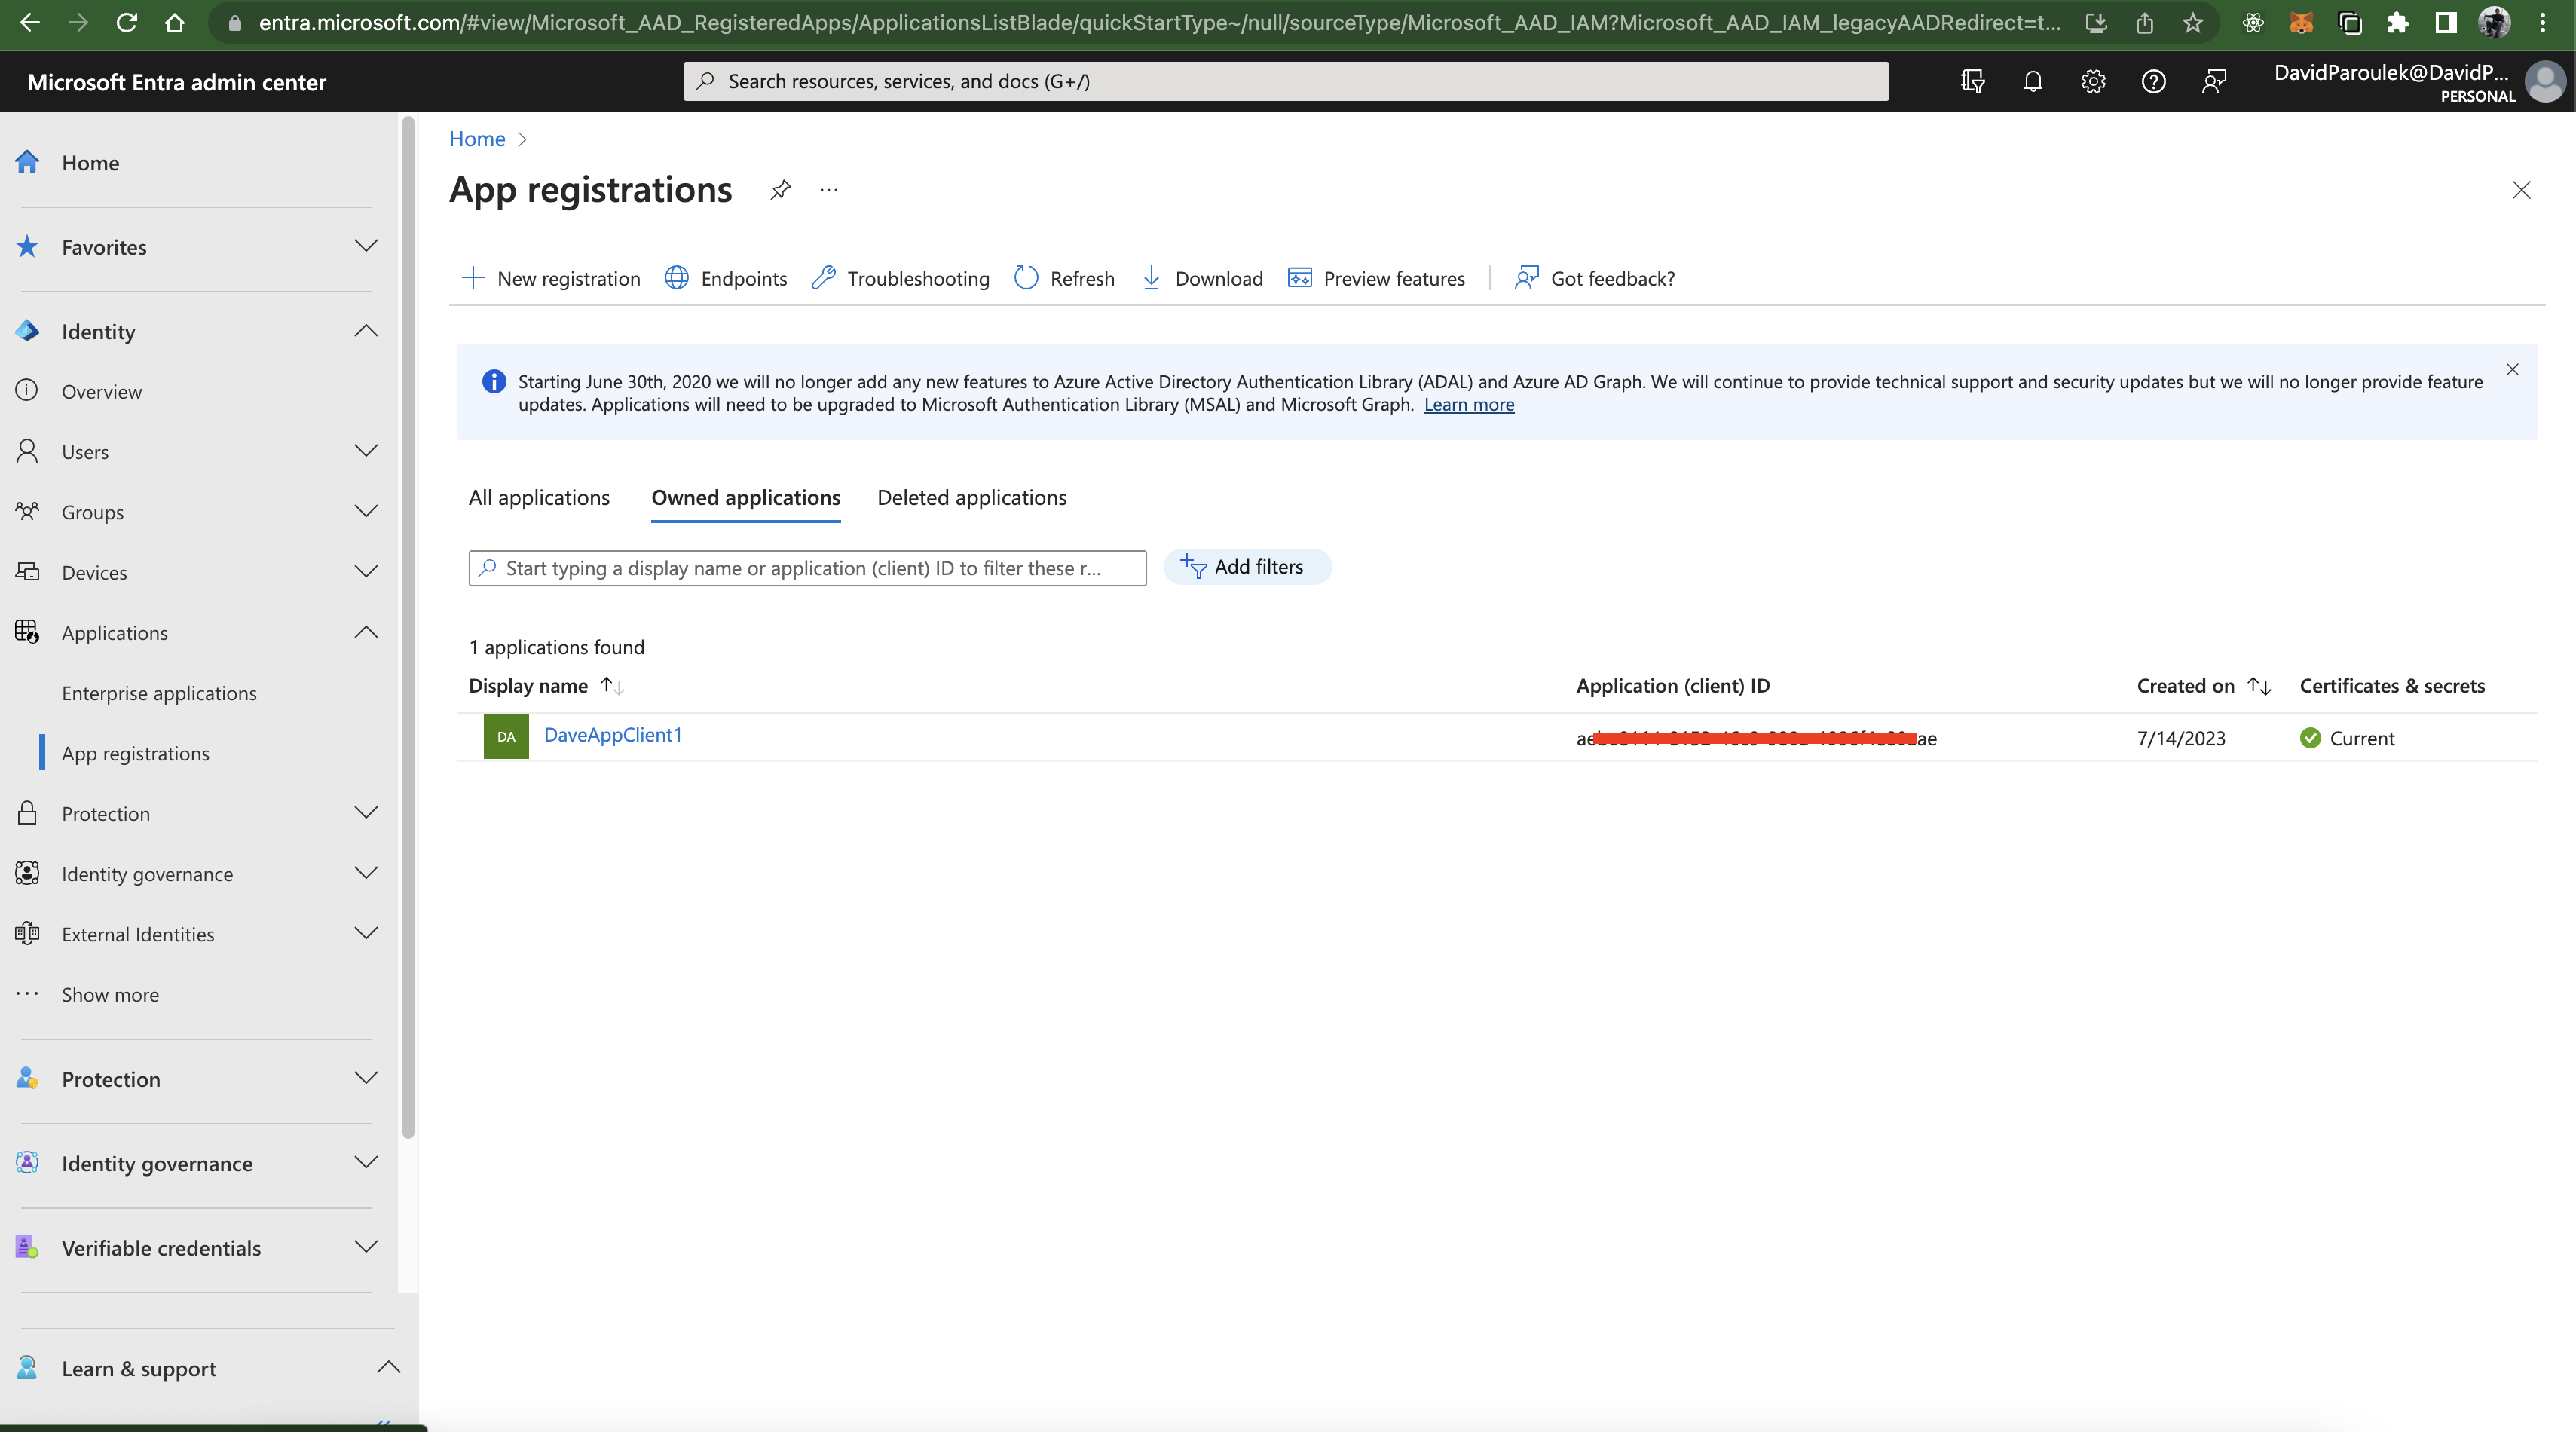 entra.microsoft.com/#view/Microsoft_AAD_RegisteredApps/ApplicationsListBlade/quickStartType~/null/sourceType/Microsoft_AAD_IAM?Microsoft_AAD_IAM_legacyAADRedirect=t...
Microsoft Entra admin center
Search resources, services, and docs (G+/)
DavidParoulek@DavidP...
PERSONAL
Home
Favorites
Identity
Overview
Users
Groups
Devices
Applications
Enterprise applications
App registrations
Protection
Identity governance
External Identities
Show more
Protection
Identity governance
Verifiable credentials
Learn & support
Home
App registrations
New registration Endpoints Troubleshooting Refresh Download Preview features Got feedback?
Starting June 30th, 2020 we will no longer add any new features to Azure Active Directory Authentication Library (ADAL) and Azure AD Graph. We will continue to provide technical support and security updates but we will no longer provide feature
updates. Applications will need to be upgraded to Microsoft Authentication Library (MSAL) and Microsoft Graph. Learn more
All applications Owned applications Deleted applications
Start typing a display name or application (client) ID to filter these r...
Add filters
1 applications found
Display name Application (client) ID Created on Certificates & secrets
DA DaveAppClient1 7/14/2023 Current